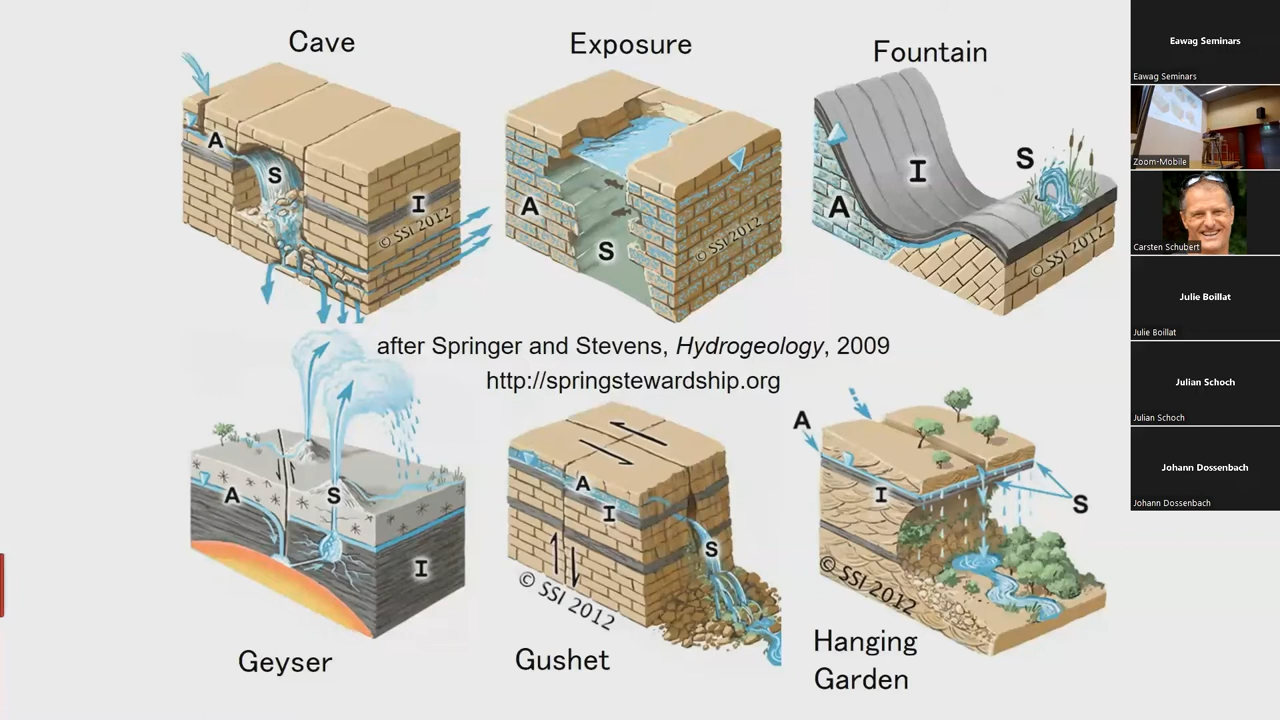 Cave
Exposure
Fountain
A
S
I
© SSI 2012
A
S
© SSI 2012
A
I
S
© SSI 2012
after Springer and Stevens, Hydrogeology, 2009
http://springstewardship.org
A
S
I
Geyser
A
I
S
© SSI 2012
Gushet
A
I
S
© SSI 2012
Hanging
Garden
Eawag Seminars
Eawag Seminars
Zoom-Mobile
Carsten Schubert
Julie Boillat
Julie Boillat
Julian Schoch
Julian Schoch
Johann Dossenbach
Johann Dossenbach